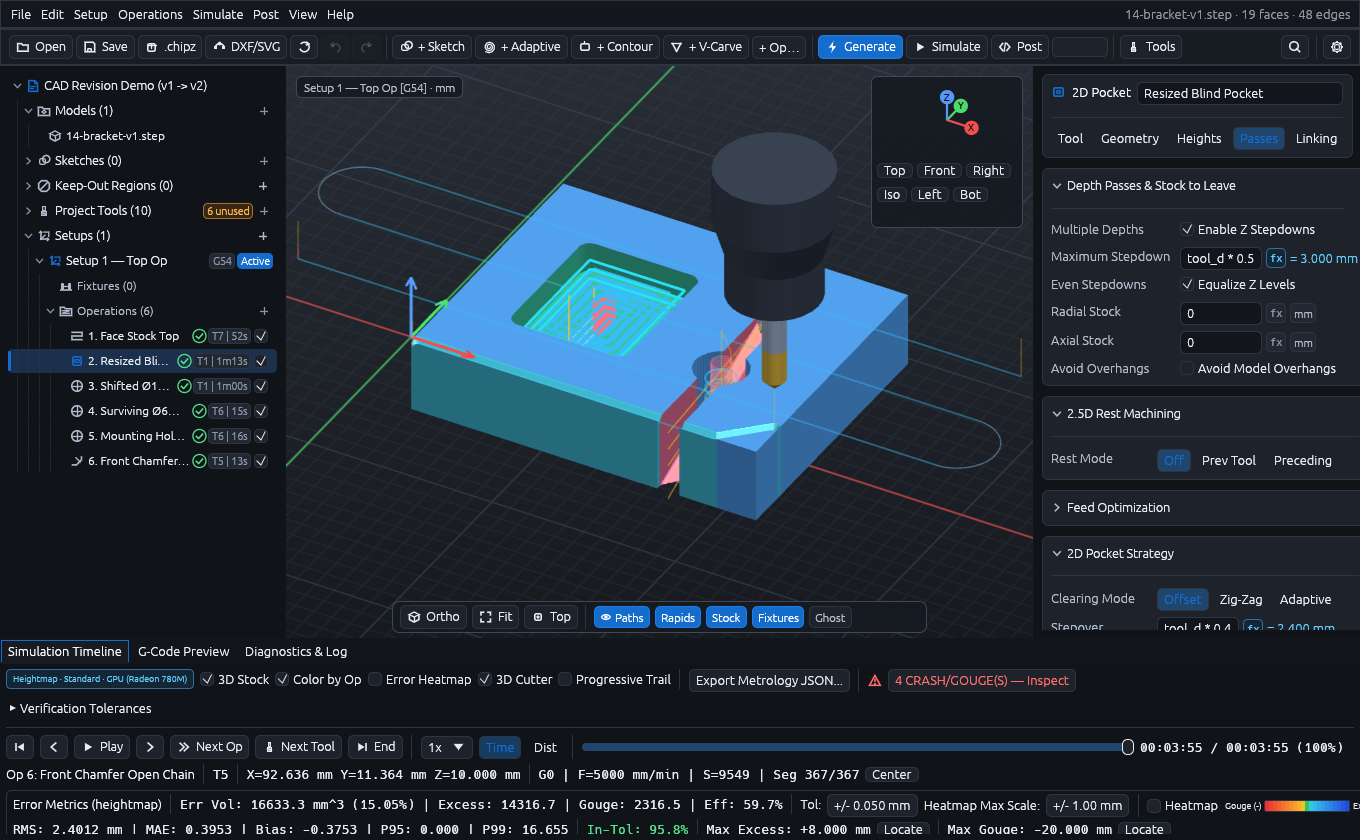 File Edit Setup Operations Simulate Post View Help
14-bracket-v1.step · 19 faces · 48 edges
Open Save .chipz DXF/SVG + Sketch + Adaptive + Contour + V-Carve + Op... Generate Simulate Post Tools
CAD Revision Demo (v1 -> v2)
Models (1) +
14-bracket-v1.step
Sketches (0) +
Keep-Out Regions (0) +
Project Tools (10) 6 unused +
Setups (1) +
Setup 1 — Top Op G54 Active
Fixtures (0)
Operations (6) +
1. Face Stock Top T7 | 52s
2. Resized Bli... T1 | 1m13s
3. Shifted Ø1... T1 | 1m00s
4. Surviving Ø6... T6 | 15s
5. Mounting Hol... T6 | 16s
6. Front Chamfer... T5 | 13s
Setup 1 — Top Op [G54] · mm
Z
Y
X
Top Front Right
Iso Left Bot
Ortho Fit Top Paths Rapids Stock Fixtures Ghost
2D Pocket Resized Blind Pocket
Tool Geometry Heights Passes Linking
Depth Passes & Stock to Leave
Multiple Depths Enable Z Stepdowns
Maximum Stepdown tool_d * 0.5 fx = 3.000 mm
Even Stepdowns Equalize Z Levels
Radial Stock 0 fx mm
Axial Stock 0 fx mm
Avoid Overhangs Avoid Model Overhangs
2.5D Rest Machining
Rest Mode Off Prev Tool Preceding
Feed Optimization
2D Pocket Strategy
Clearing Mode Offset Zig-Zag Adaptive
Stepover tool_d * 0.4 fx = 2.400 mm
Simulation Timeline G-Code Preview Diagnostics & Log
Heightmap · Standard · GPU (Radeon 780M) 3D Stock Color by Op Error Heatmap 3D Cutter Progressive Trail Export Metrology JSON... 4 CRASH/GOUGE(S) — Inspect
Verification Tolerances
Play Next Op Next Tool End 1x Time Dist 00:03:55 / 00:03:55 (100%)
Op 6: Front Chamfer Open Chain T5 X=92.636 mm Y=11.364 mm Z=10.000 mm G0 | F=5000 mm/min | S=9549 | Seg 367/367 Center
Error Metrics (heightmap) Err Vol: 16633.3 mm^3 (15.05%) | Excess: 14316.7 | Gouge: 2316.5 | Eff: 59.7% Tol: +/- 0.050 mm Heatmap Max Scale: +/- 1.00 mm Heatmap Gouge (-)
RMS: 2.4012 mm | MAE: 0.3953 | Bias: -0.3753 | P95: 0.000 | P99: 16.655 In-Tol: 95.8% Max Excess: +8.000 mm Locate Max Gouge: -20.000 mm Locate